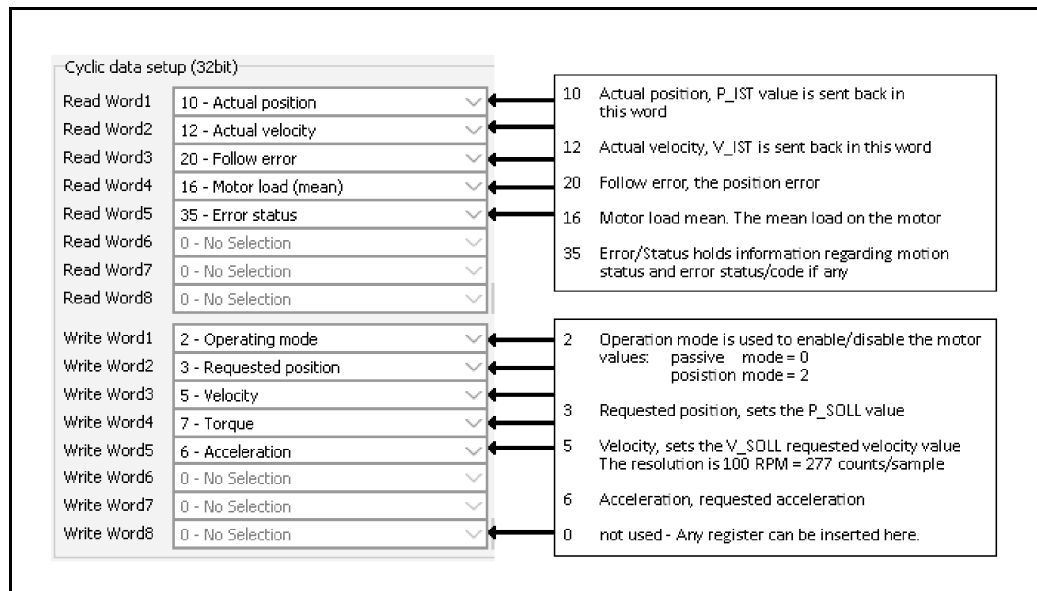 Cyclic data setup (32bit)
Read Word1 10 - Actual position
Read Word2 12 - Actual velocity
Read Word3 20 - Follow error
Read Word4 16 - Motor load (mean)
Read Word5 35 - Error status
Read Word6 0 - No Selection
Read Word7 0 - No Selection
Read Word8 0 - No Selection
10 Actual position, P_IST value is sent back in
this word
12 Actual velocity, V_IST is sent back in this word
20 Follow error, the position error
16 Motor load mean. The mean load on the motor
35 Error/Status holds information regarding motion
status and error status/code if any
Write Word1 2 - Operating mode
Write Word2 3 - Requested position
Write Word3 5 - Velocity
Write Word4 7 - Torque
Write Word5 6 - Acceleration
Write Word6 0 - No Selection
Write Word7 0 - No Selection
Write Word8 0 - No Selection
2 Operation mode is used to enable/disable the motor
values: passive mode = 0
posistion mode = 2
3 Requested position, sets the P_SOLL value
5 Velocity, sets the V_SOLL requested velocity value
The resolution is 100 RPM = 277 counts/sample
6 Acceleration, requested acceleration
0 not used - Any register can be inserted here.